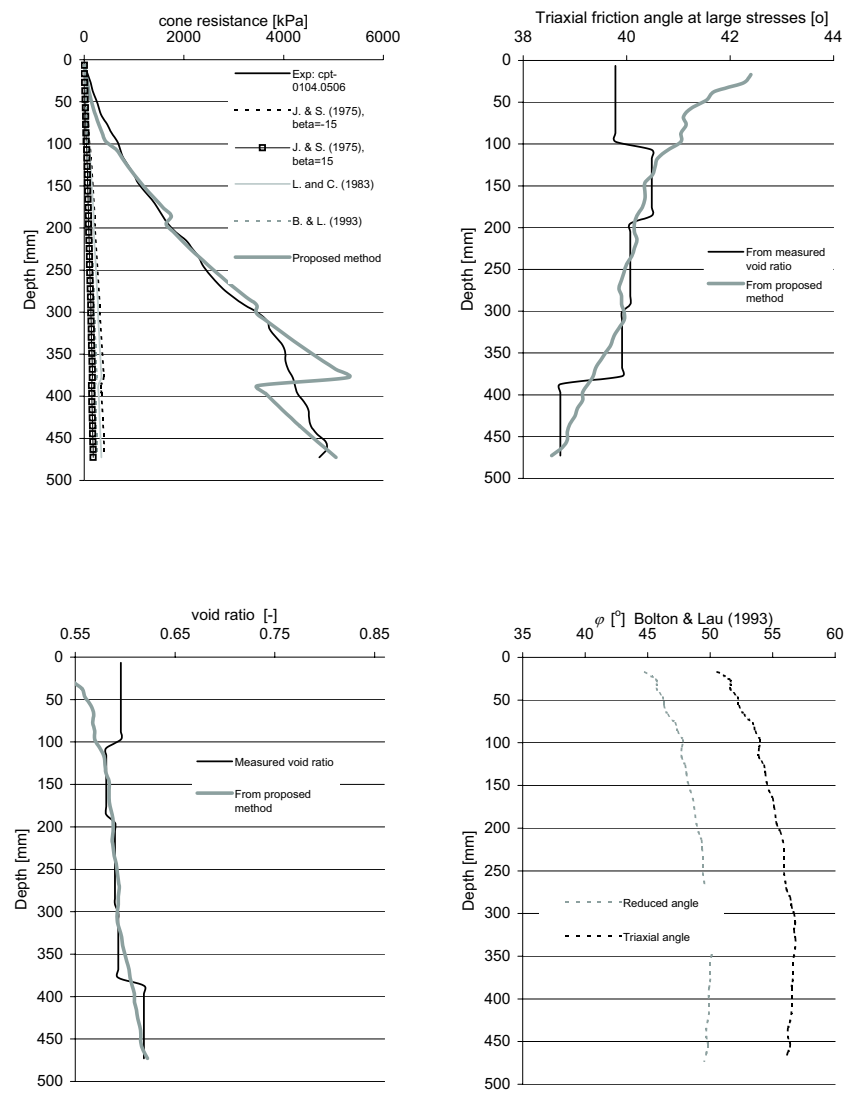 cone resistance [kPa]
0 2000 4000 6000
0
50
100
150
200
250
300
350
400
450
500
Depth [mm]
Exp: cpt-
0104.0506
J. & S. (1975),
beta=-15
J. & S. (1975),
beta=15
L. and C. (1983)
B. & L. (1993)
Proposed method
Triaxial friction angle at large stresses [o]
38 40 42 44
0
50
100
150
200
250
300
350
400
450
500
Depth [mm]
From measured
void ratio
From proposed
method
void ratio [-]
0.55 0.65 0.75 0.85
0
50
100
150
200
250
300
350
400
450
500
Depth [mm]
Measured void ratio
From proposed
method
φ [°] Bolton & Lau (1993)
35 40 45 50 55 60
0
50
100
150
200
250
300
350
400
450
500
Depth [mm]
Reduced angle
Triaxial angle